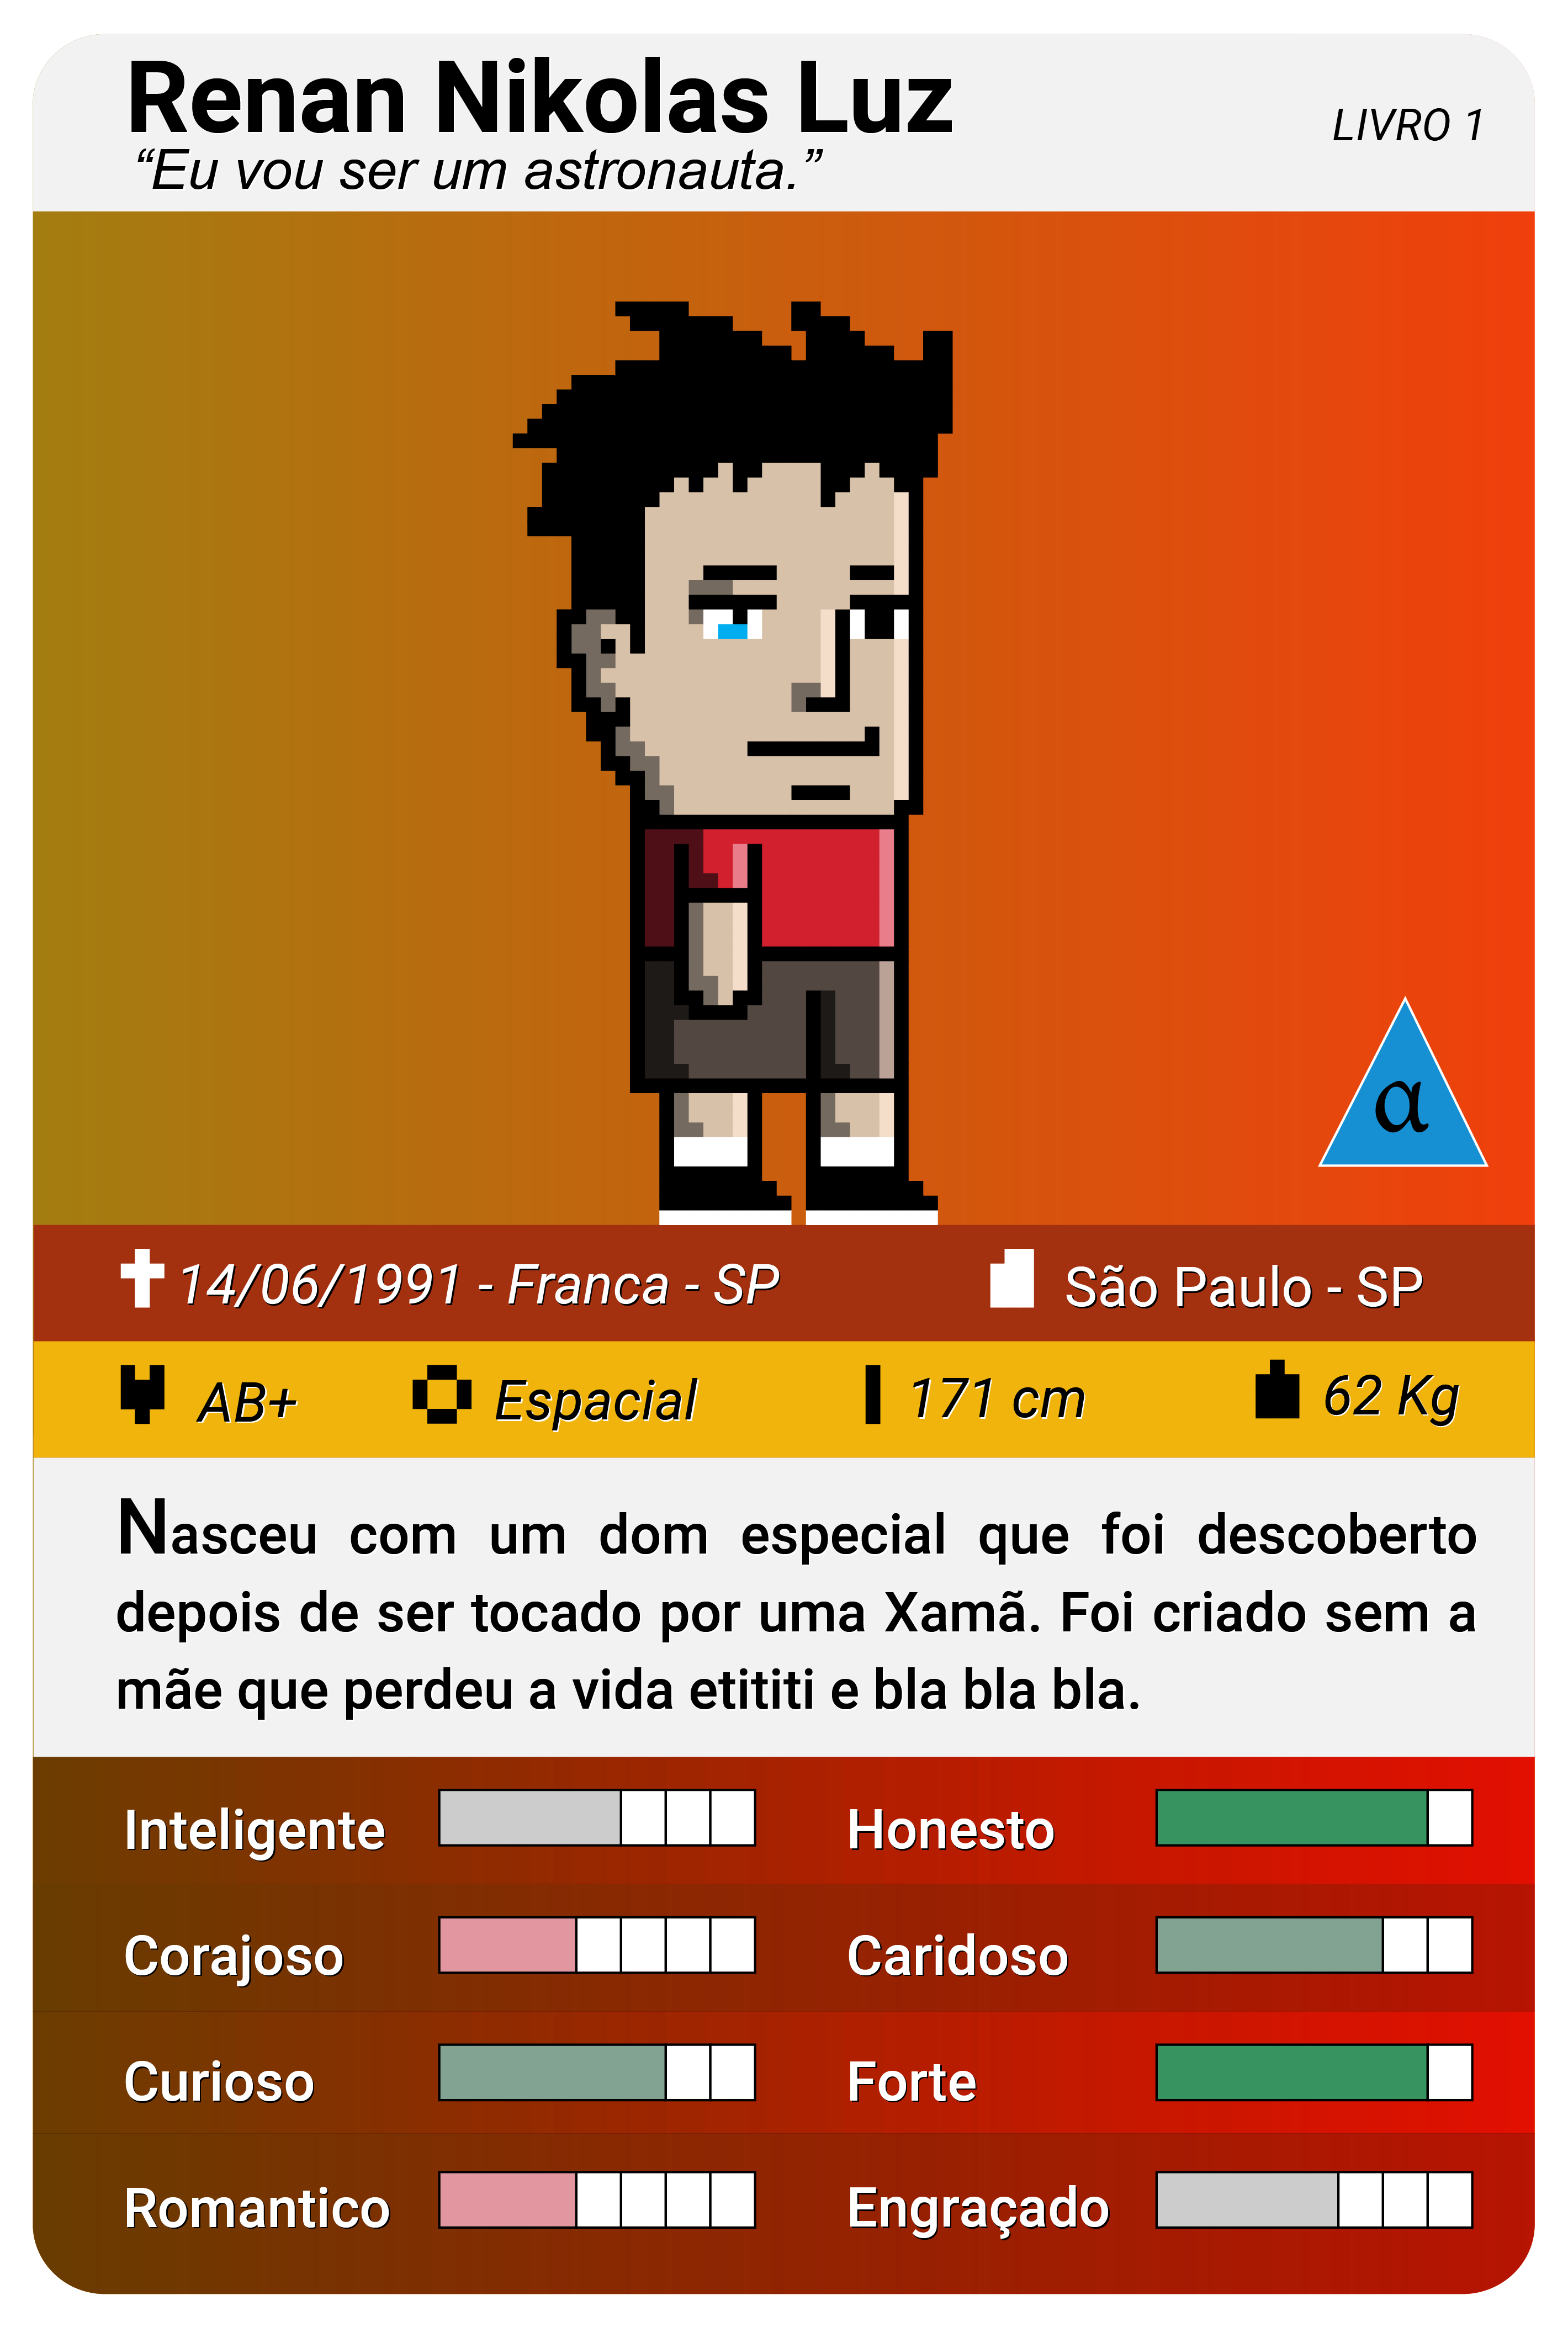 Renan Nikolas Luz
LIVRO 1
“Eu vou ser um astronauta.”
α
14/06/1991 - Franca - SP
São Paulo - SP
AB+
Espacial
171 cm
62 Kg
Nasceu com um dom especial que foi descoberto
depois de ser tocado por uma Xamã. Foi criado sem a
mãe que perdeu a vida etititi e bla bla bla.
Inteligente
Honesto
Corajoso
Caridoso
Curioso
Forte
Romantico
Engraçado